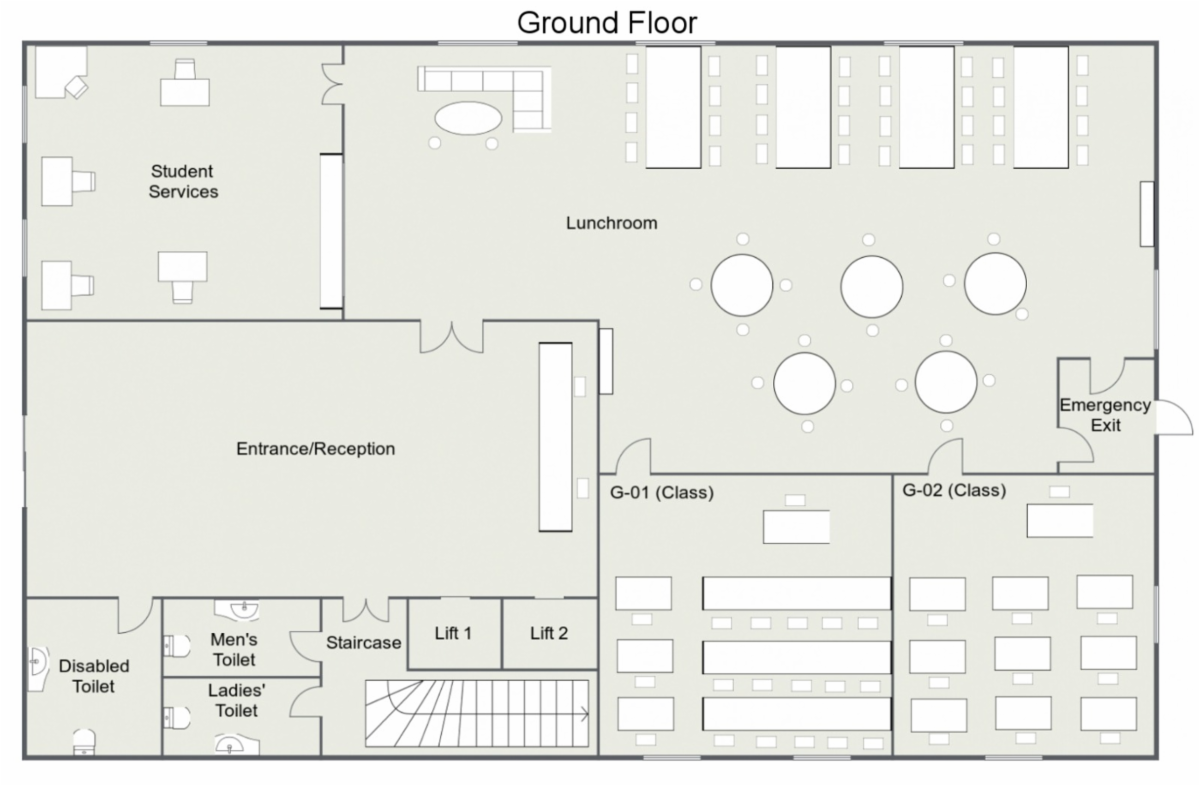 Ground Floor
Student
Services
Lunchroom
Emergency
Exit
Entrance/Reception
G-01 (Class)
G-02 (Class)
Disabled
Toilet
Men's
Toilet
Ladies'
Toilet
Staircase
Lift 1
Lift 2